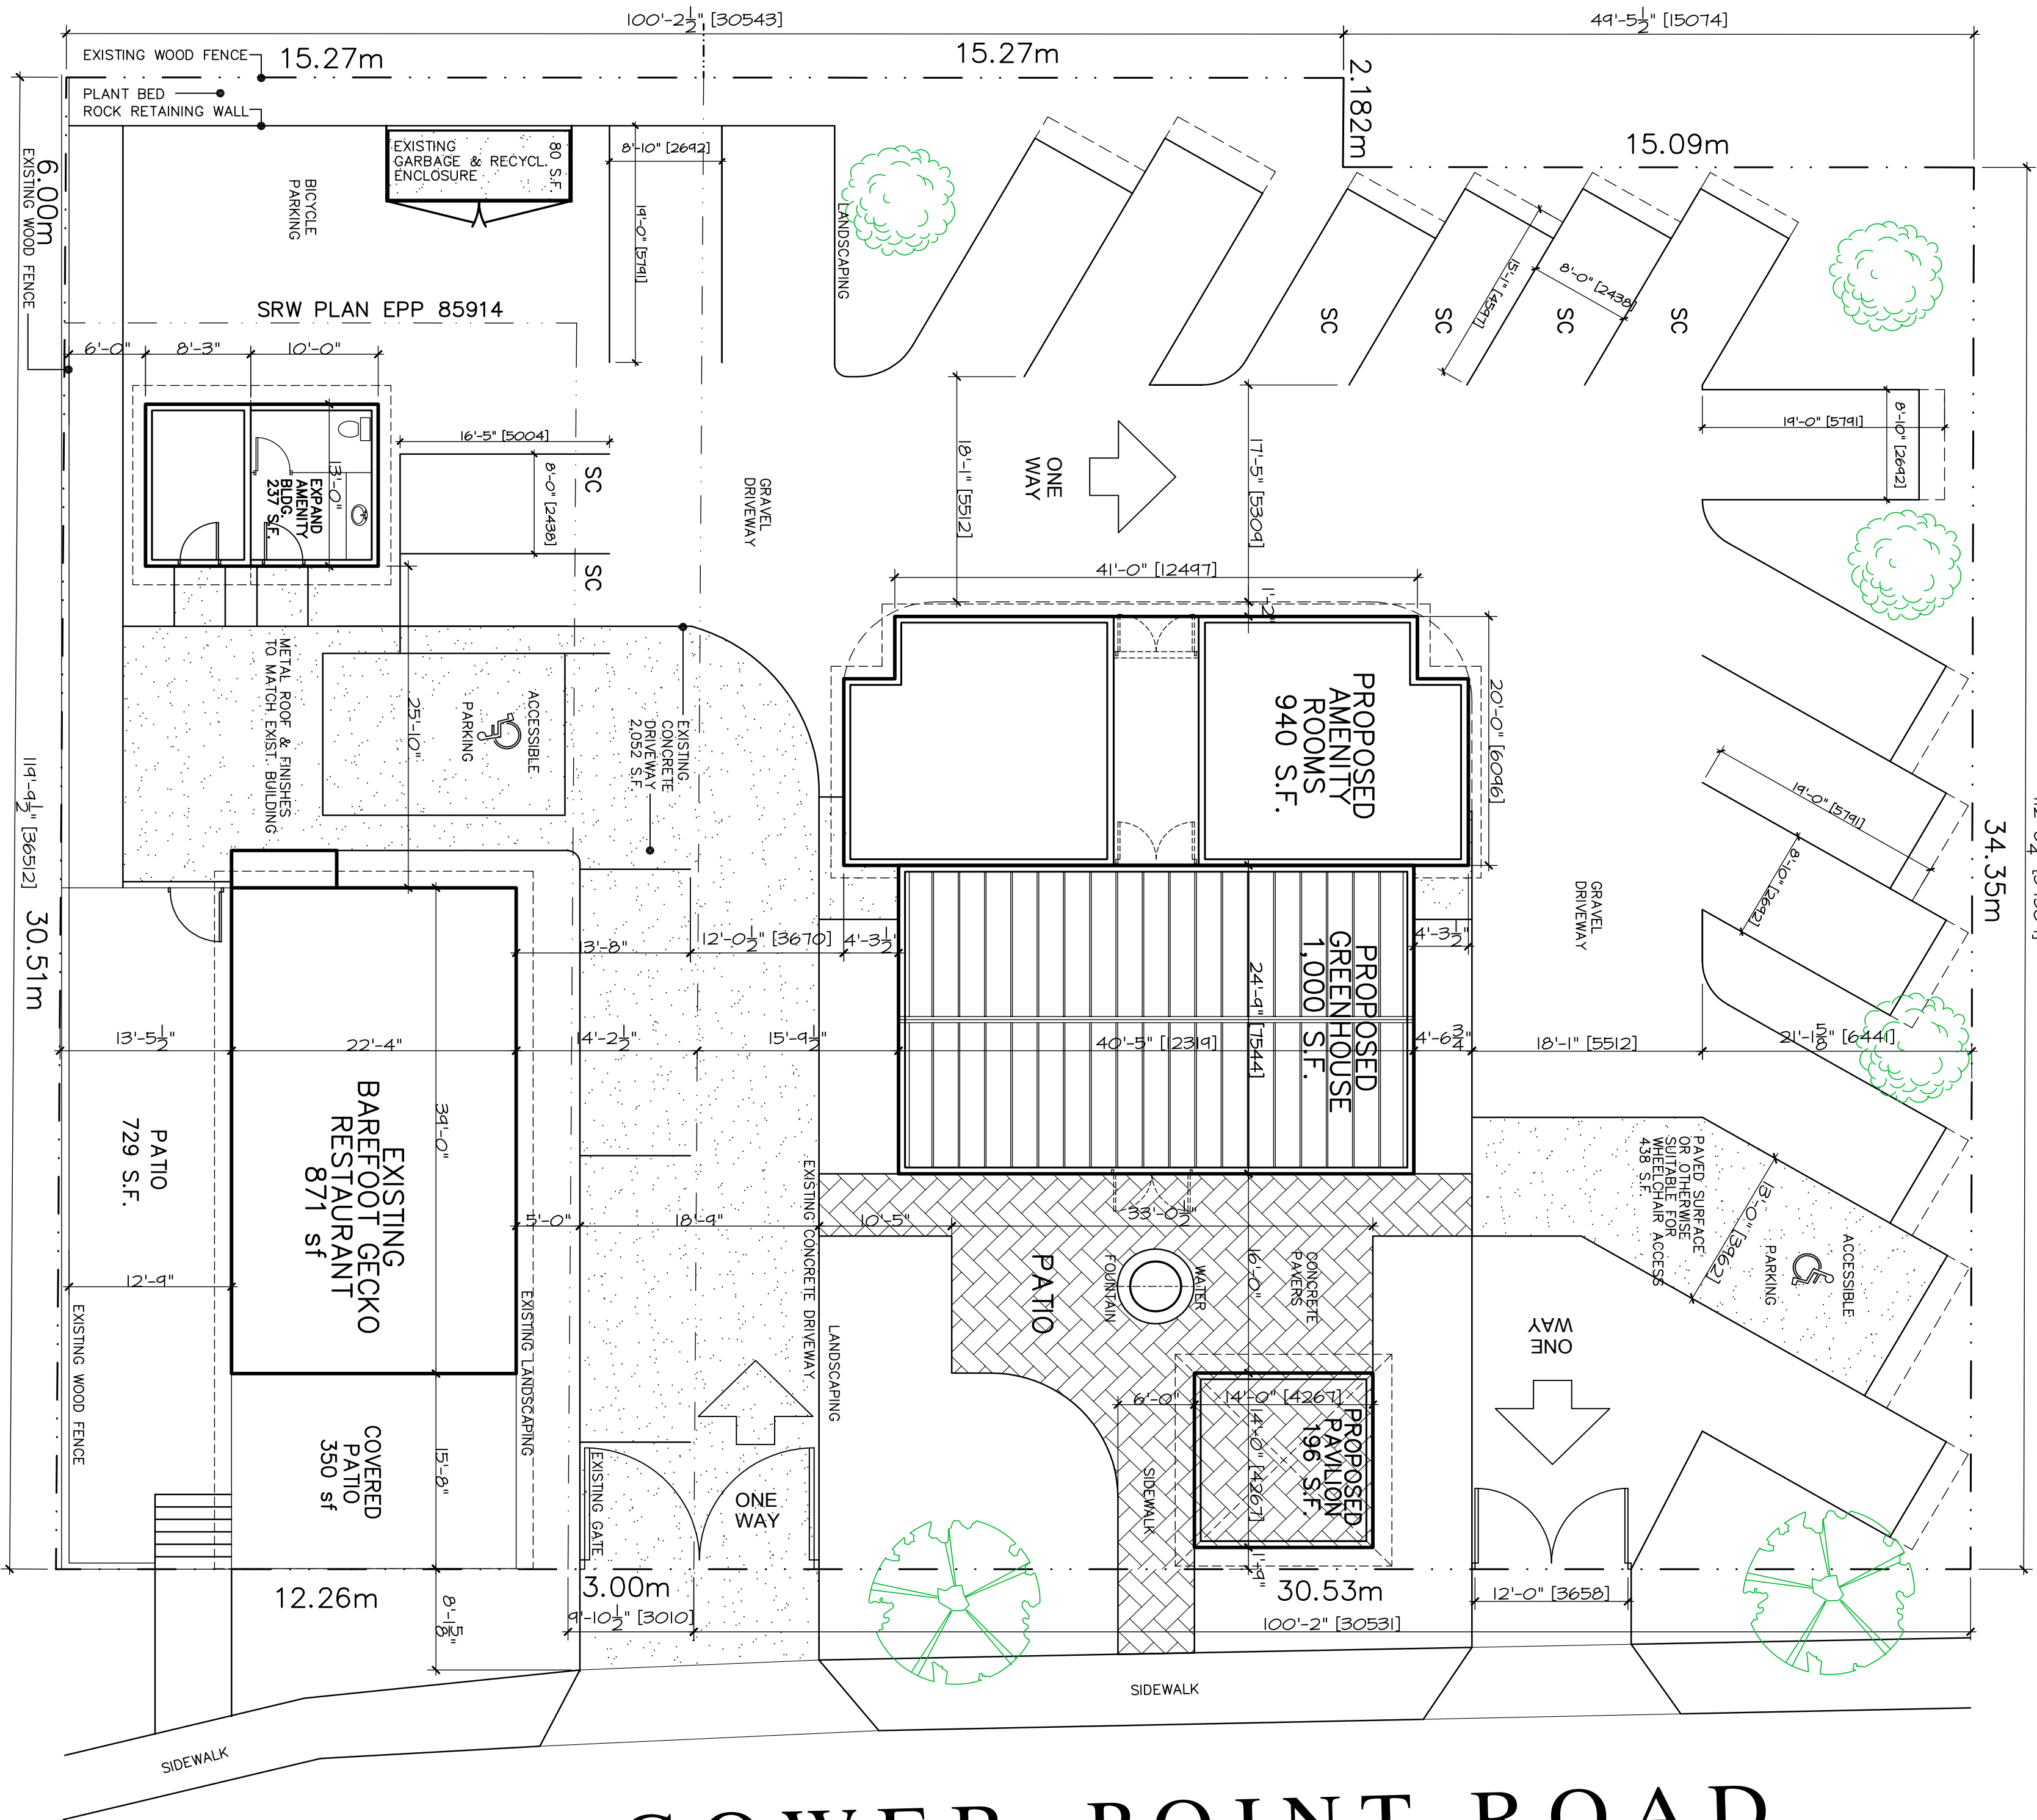 100'-2½" [30543]
49'-5½" [15074]
EXISTING WOOD FENCE
15.27m
15.27m
2.182m
15.09m
PLANT BED
ROCK RETAINING WALL
6.00m
EXISTING WOOD FENCE
BICYCLE
PARKING
EXISTING
GARBAGE & RECYCL.
ENCLOSURE
80 S.F.
8'-10" [2692]
19'-0" [5791]
LANDSCAPING
SC
SC
SC
SC
15'-1" [4597]
8'-0" [2438]
SRW PLAN EPP 85914
6'-0"
8'-3"
10'-0"
13'-0"
EXPAND
AMENITY
BLDG.
237 S.F.
16'-5" [5004]
8'-0" [2438]
SC
SC
GRAVEL
DRIVEWAY
18'-1" [5512]
ONE
WAY
17'-5" [5309]
19'-0" [5791]
8'-10" [2692]
41'-0" [12497]
1'-2"
METAL ROOF & FINISHES
TO MATCH EXIST. BUILDING
25'-10"
ACCESSIBLE
PARKING
EXISTING
CONCRETE
DRIVEWAY
2,052 S.F.
PROPOSED
AMENITY
ROOMS
940 S.F.
20'-0" [6096]
19'-0" [5791]
8'-10" [2692]
34.35m
119'-9½" [36512]
30.51m
GRAVEL
DRIVEWAY
13'-8"
12'-0½" [3670]
4'-3½"
4'-3½"
PROPOSED
GREENHOUSE
1,000 S.F.
24'-9" [7544]
13'-5½"
22'-4"
14'-2½"
15'-9½"
40'-5" [12319]
4'-6¾"
18'-1" [5512]
21'-1⅝" [6441]
PATIO
729 S.F.
EXISTING
BAREFOOT GECKO
RESTAURANT
871 sf
39'-0"
EXISTING CONCRETE DRIVEWAY
PAVED SURFACE
OR OTHERWISE
SUITABLE FOR
WHEELCHAIR ACCESS
438 S.F.
13'-0" [3962]
ACCESSIBLE
PARKING
5'-0"
18'-9"
10'-5"
33'-0½"
12'-9"
PATIO
WATER
FOUNTAIN
16'-0"
CONCRETE
PAVERS
EXISTING WOOD FENCE
EXISTING LANDSCAPING
LANDSCAPING
ONE
WAY
COVERED
PATIO
350 sf
15'-8"
EXISTING GATE
ONE
WAY
6'-0"
14'-0" [4267]
14'-0" [4267]
PROPOSED
PAVILION
196 S.F.
SIDEWALK
1'-9"
12.26m
8'-1⅝"
3.00m
9'-10½" [3010]
30.53m
100'-2" [30531]
12'-0" [3658]
SIDEWALK
SIDEWALK
GOWER POINT ROAD